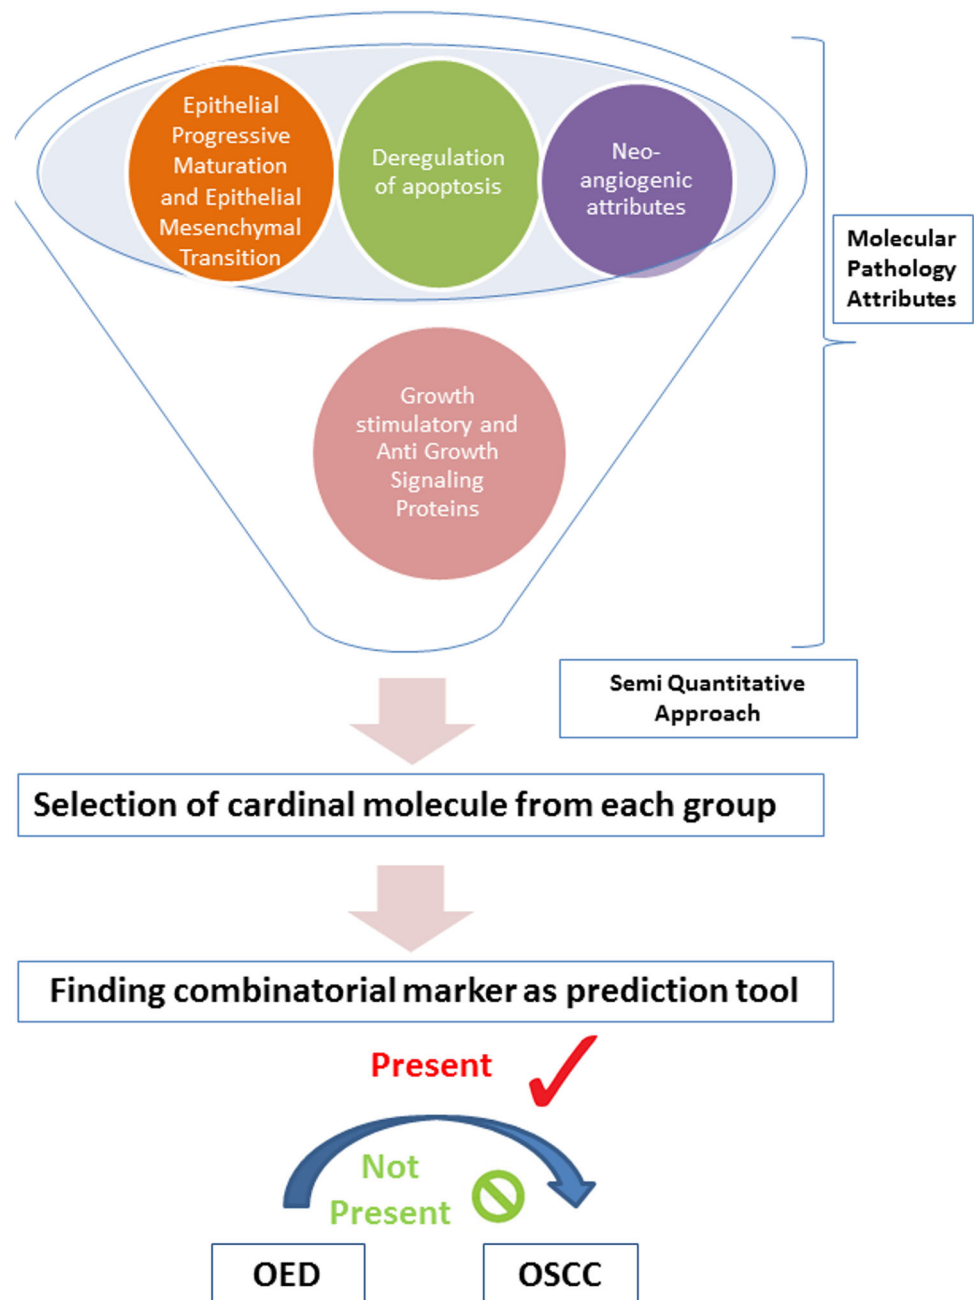 Epithelial
Progressive
Maturation
and Epithelial
Mesenchymal
Transition
Deregulation
of apoptosis
Neo-
angiogenic
attributes
Molecular
Pathology
Attributes
Growth
stimulatory and
Anti Growth
Signaling
Proteins
Semi Quantitative
Approach
Selection of cardinal molecule from each group
Finding combinatorial marker as prediction tool
Present
Not
Present
OED
OSCC